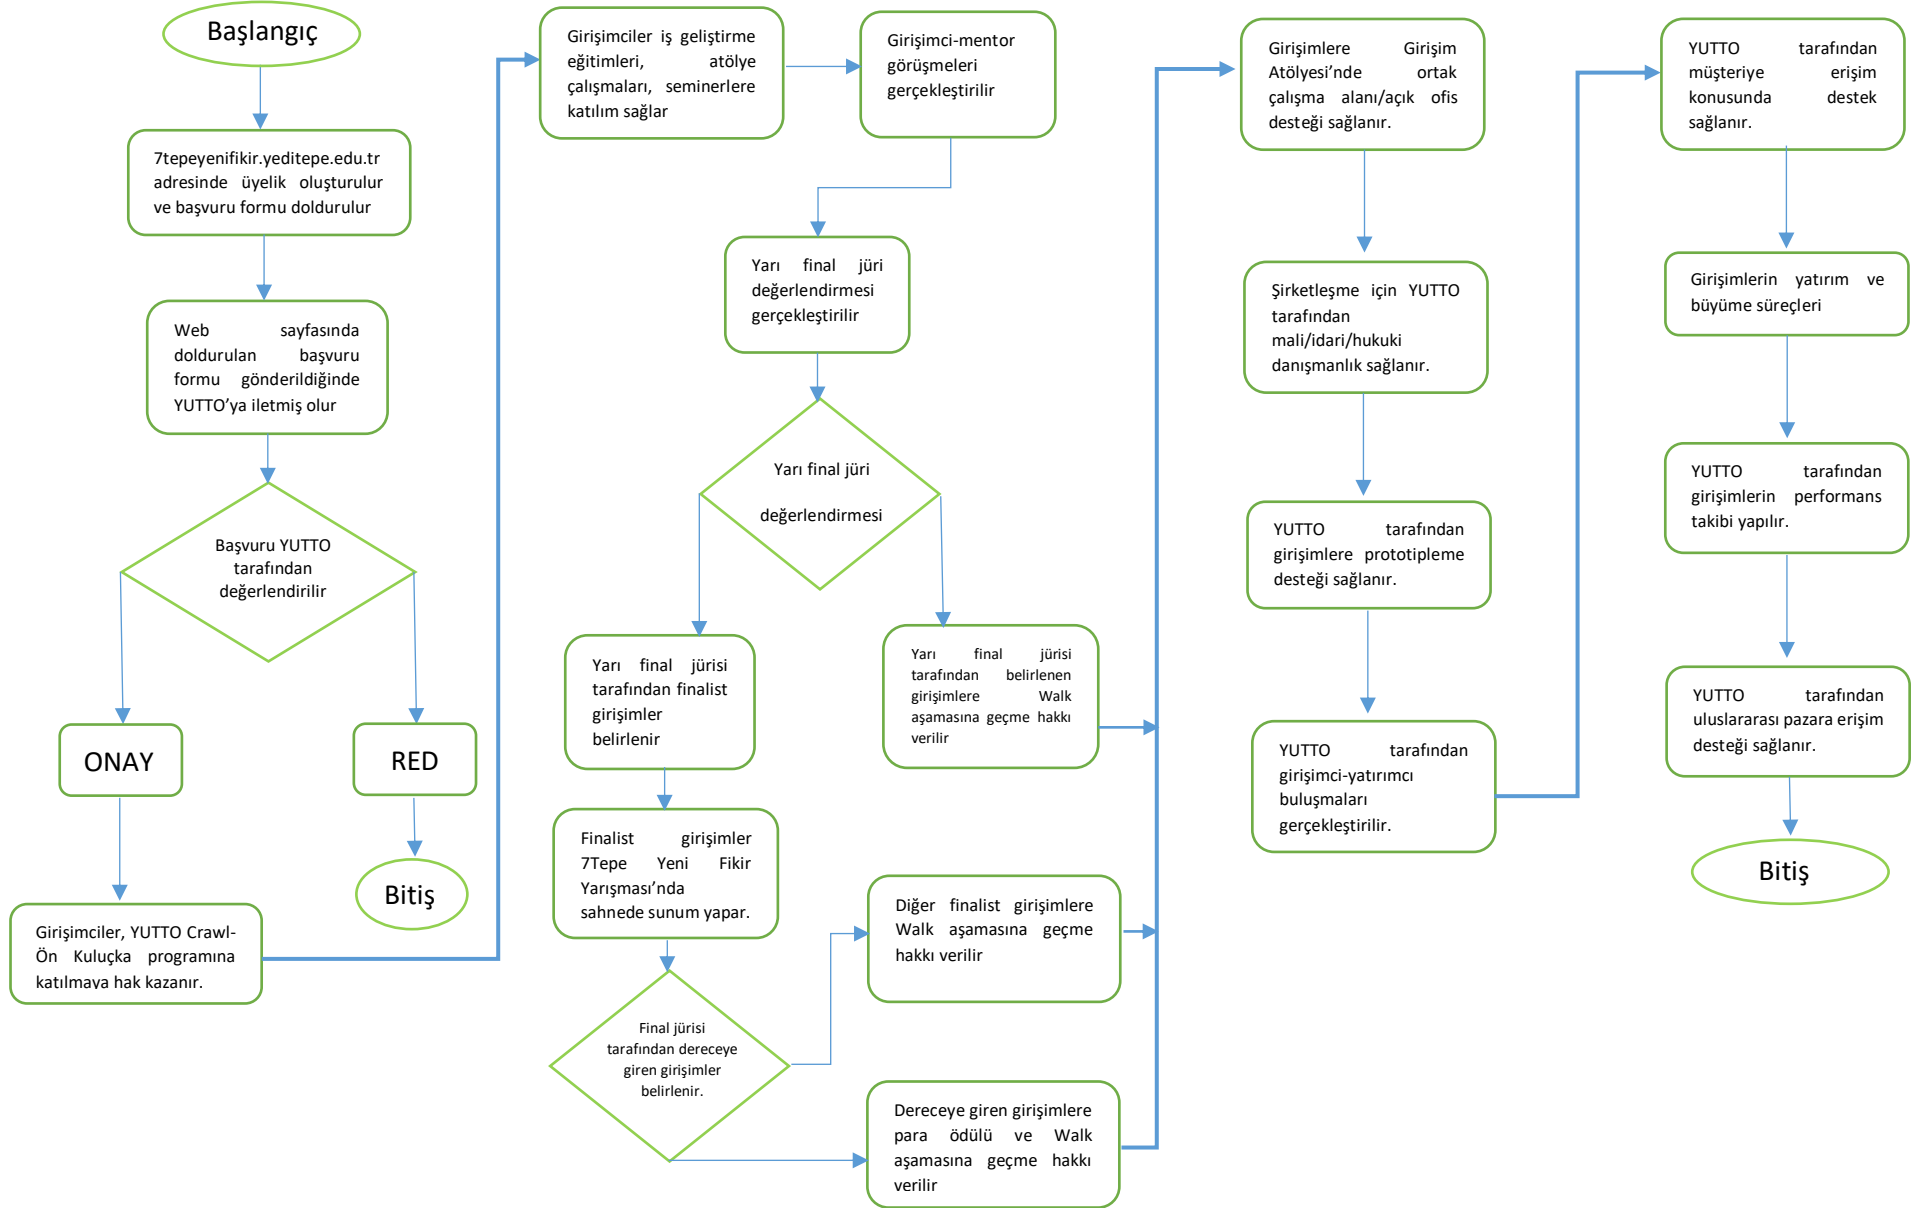 Başlangıç
7tepeyenifikir.yeditepe.edu.tr
adresinde üyelik oluşturulur
ve başvuru formu doldurulur
Web sayfasında
doldurulan başvuru
formu gönderildiğinde
YUTTO’ya iletmiş olur
Başvuru YUTTO
tarafından
değerlendirilir
ONAY
RED
Bitiş
Girişimciler, YUTTO Crawl-
Ön Kuluçka programına
katılmaya hak kazanır.
Girişimciler iş geliştirme
eğitimleri, atölye
çalışmaları, seminerlere
katılım sağlar
Girişimci-mentor
görüşmeleri
gerçekleştirilir
Yarı final jüri
değerlendirmesi
gerçekleştirilir
Yarı final jüri
değerlendirmesi
Yarı final jürisi
tarafından finalist
girişimler
belirlenir
Yarı final jürisi
tarafından belirlenen
girişimlere Walk
aşamasına geçme hakkı
verilir
Finalist girişimler
7Tepe Yeni Fikir
Yarışması’nda
sahnede sunum yapar.
Final jürisi
tarafından dereceye
giren girişimler
belirlenir.
Diğer finalist girişimlere
Walk aşamasına geçme
hakkı verilir
Dereceye giren girişimlere
para ödülü ve Walk
aşamasına geçme hakkı
verilir
Girişimlere Girişim
Atölyesi’nde ortak
çalışma alanı/açık ofis
desteği sağlanır.
Şirketleşme için YUTTO
tarafından
mali/idari/hukuki
danışmanlık sağlanır.
YUTTO tarafından
girişimlere prototipleme
desteği sağlanır.
YUTTO tarafından
girişimci-yatırımcı
buluşmaları
gerçekleştirilir.
YUTTO tarafından
müşteriye erişim
konusunda destek
sağlanır.
Girişimlerin yatırım ve
büyüme süreçleri
YUTTO tarafından
girişimlerin performans
takibi yapılır.
YUTTO tarafından
uluslararası pazara erişim
desteği sağlanır.
Bitiş